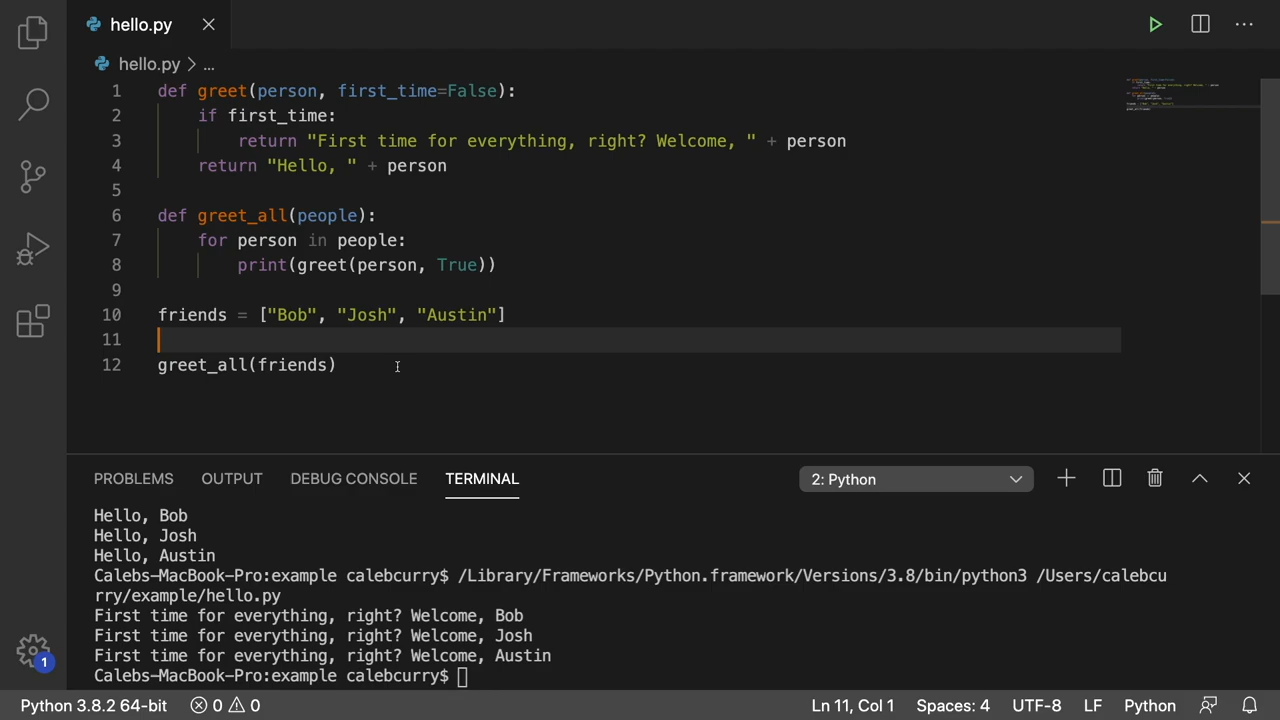 hello.py
hello.py > ...
1 def greet(person, first_time=False):
2 if first_time:
3 return "First time for everything, right? Welcome, " + person
4 return "Hello, " + person
5
6 def greet_all(people):
7 for person in people:
8 print(greet(person, True))
9
10 friends = ["Bob", "Josh", "Austin"]
11
12 greet_all(friends)
PROBLEMS OUTPUT DEBUG CONSOLE TERMINAL 2: Python
Hello, Bob
Hello, Josh
Hello, Austin
Calebs-MacBook-Pro:example calebcurry$ /Library/Frameworks/Python.framework/Versions/3.8/bin/python3 /Users/calebcu
rry/example/hello.py
First time for everything, right? Welcome, Bob
First time for everything, right? Welcome, Josh
First time for everything, right? Welcome, Austin
Calebs-MacBook-Pro:example calebcurry$
1
Python 3.8.2 64-bit 0 0 Ln 11, Col 1 Spaces: 4 UTF-8 LF Python